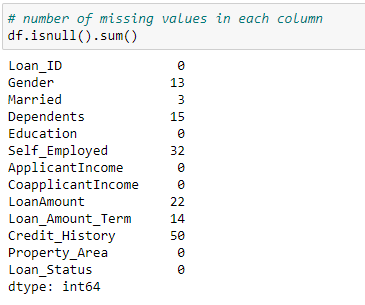 # number of missing values in each column
df.isnull().sum()
Loan_ID 0
Gender 13
Married 3
Dependents 15
Education 0
Self_Employed 32
ApplicantIncome 0
CoapplicantIncome 0
LoanAmount 22
Loan_Amount_Term 14
Credit_History 50
Property_Area 0
Loan_Status 0
dtype: int64